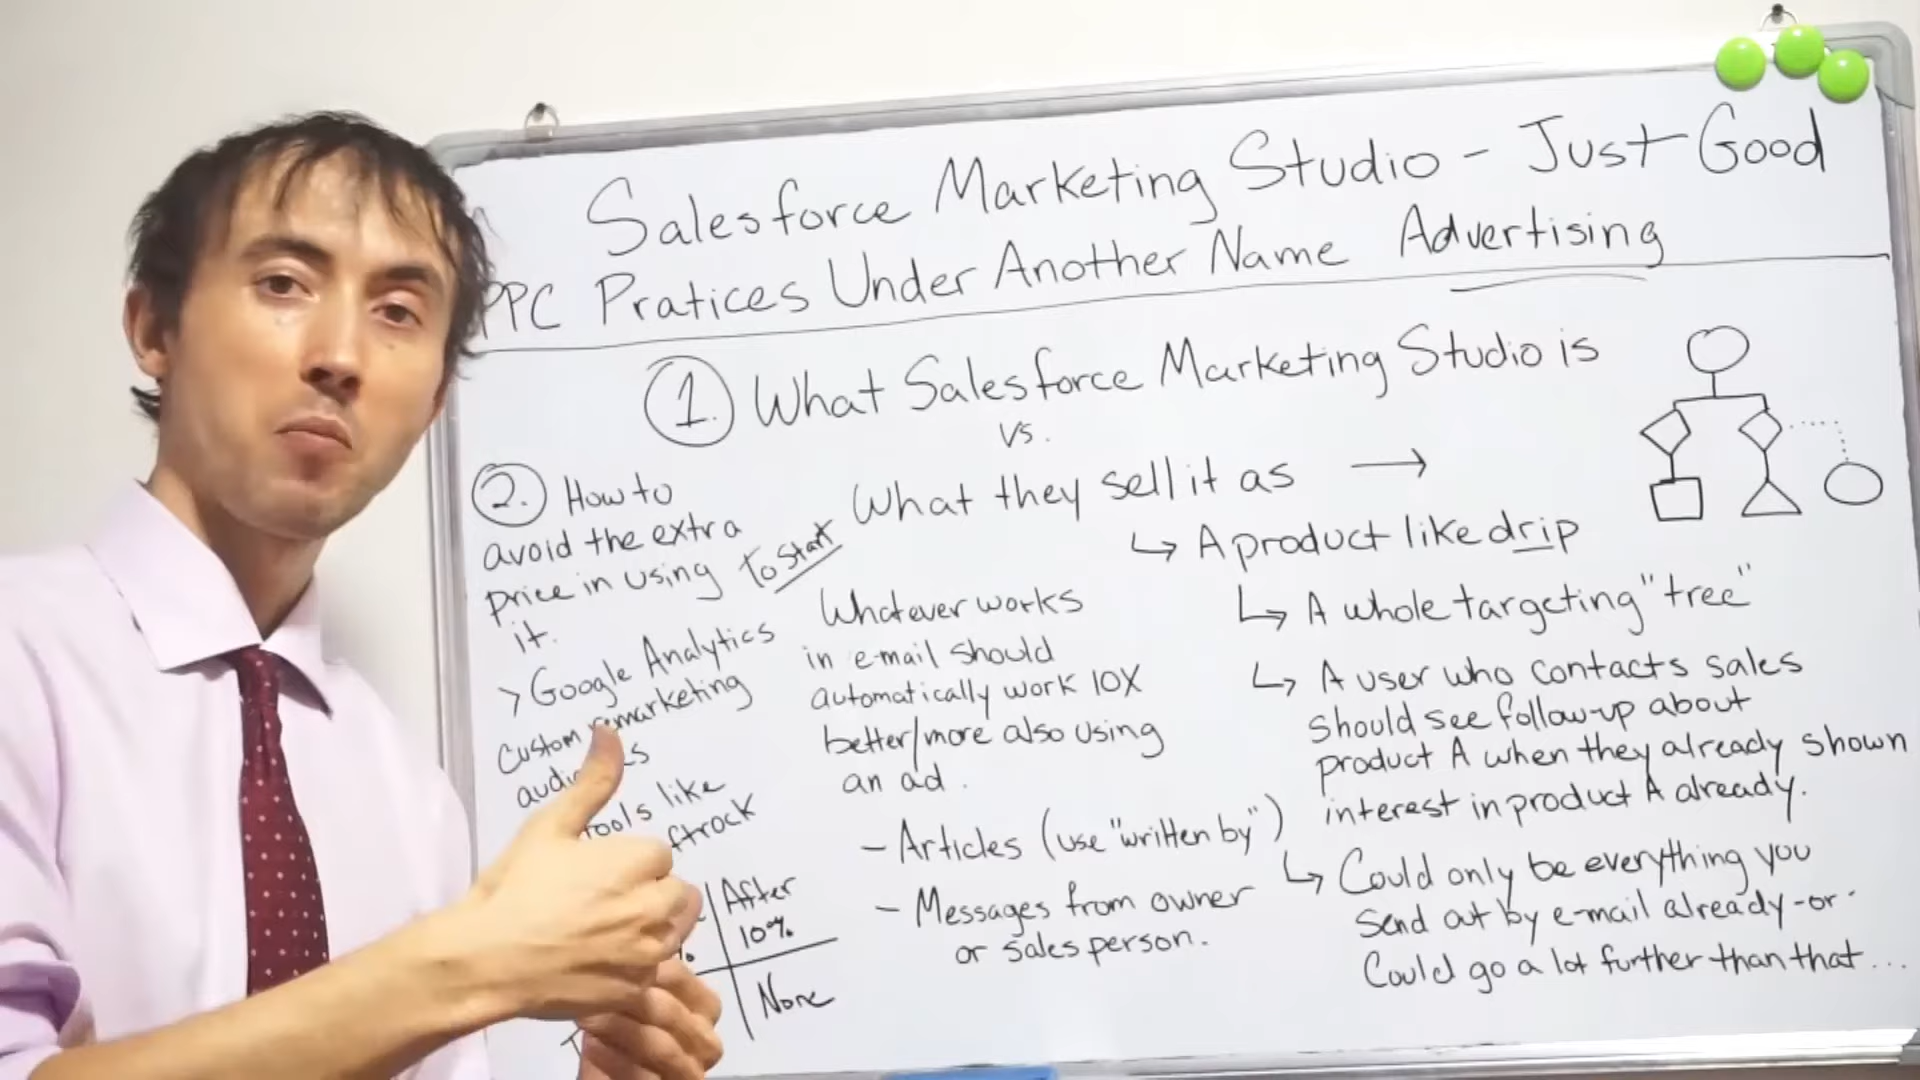 Salesforce Marketing Studio - Just Good
PPC Pratices Under Another Name Advertising
1. What Salesforce Marketing Studio is
vs.
What they sell it as →
↳ A product like drip
↳ A whole targeting "tree"
↳ A user who contacts sales
should see follow-up about
product A when they already shown
interest in product A already.
↳ Could only be everything you
send out by e-mail already -or-
Could go a lot further than that...
2. How to
avoid the extra
price in using
it.
to start
> Google Analytics
custom remarketing
tools like
After
10%
None
Whatever works
in e-mail should
automatically work 10X
better/more also using
an ad.
- Articles (use "written by")
- Messages from owner
or sales person.